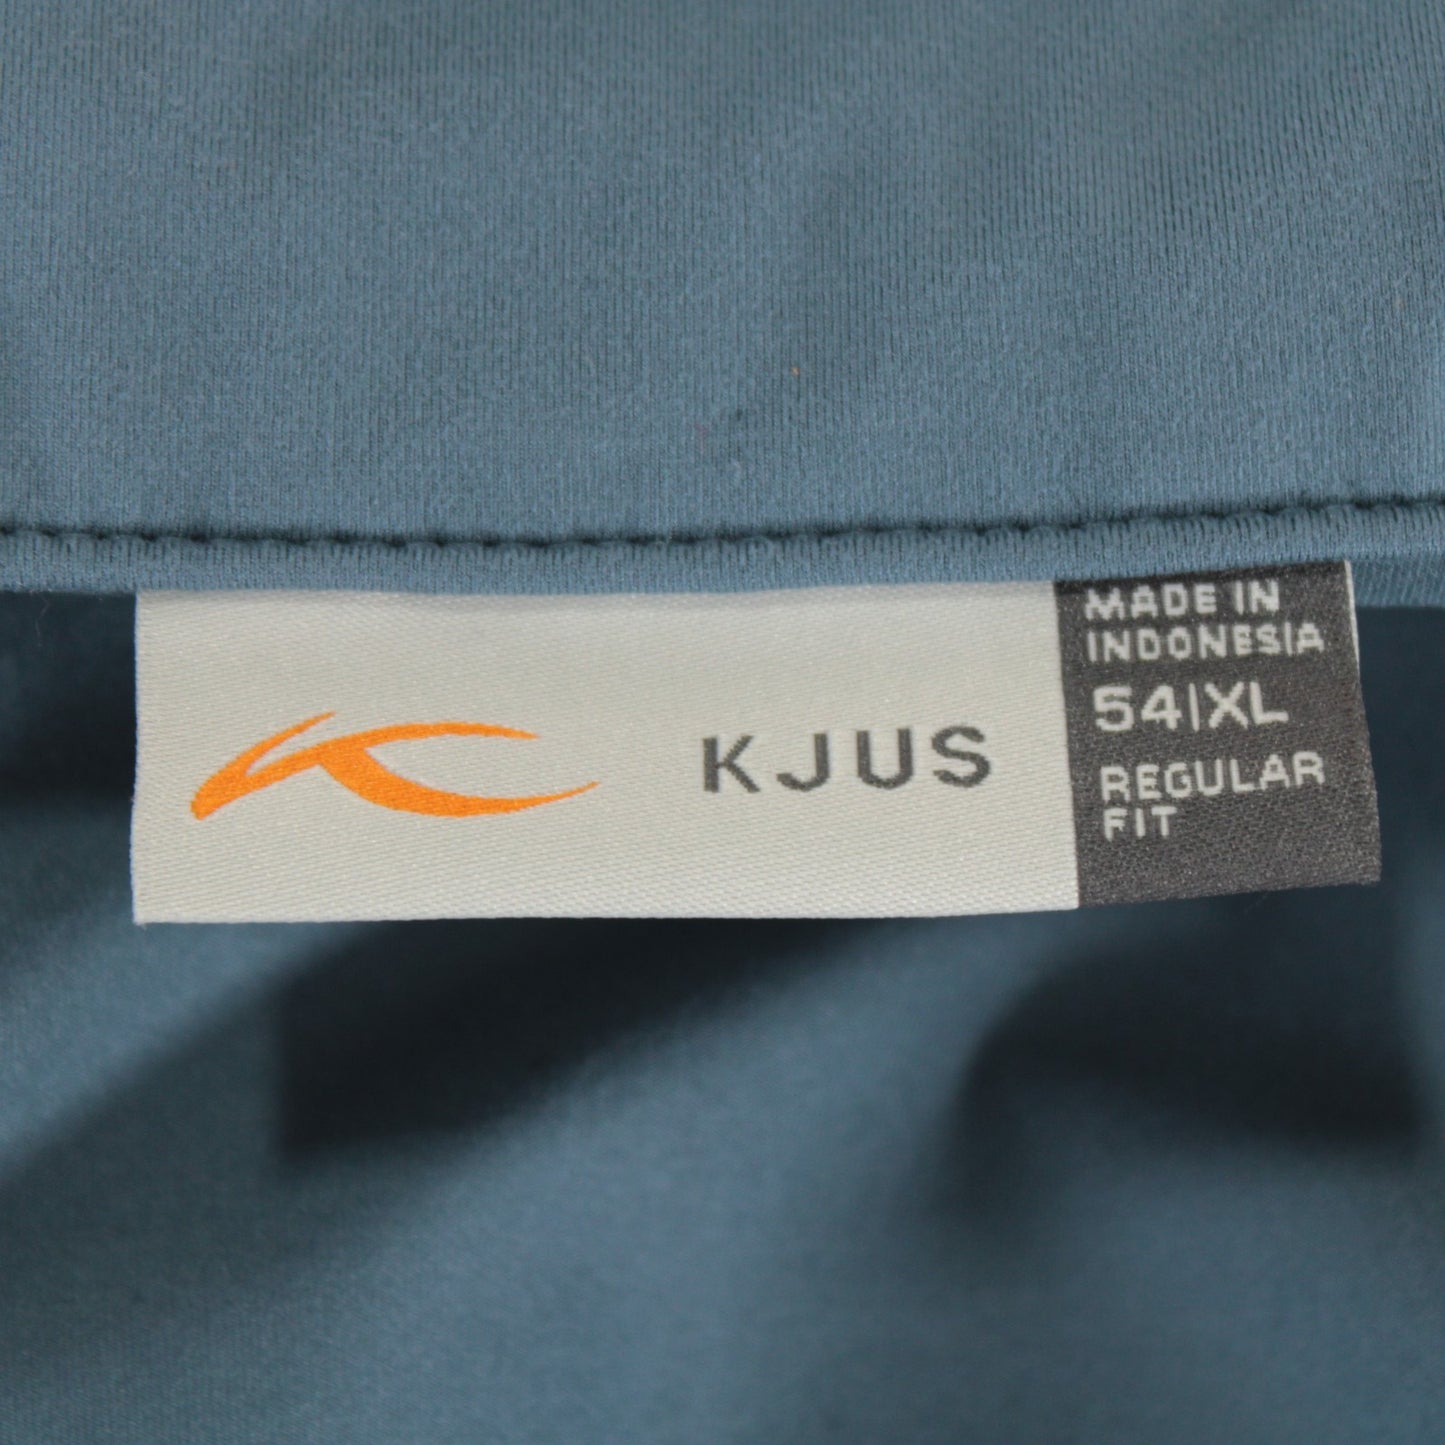 KJUS
MADE IN
INDONESIA
54|XL
REGULAR
FIT